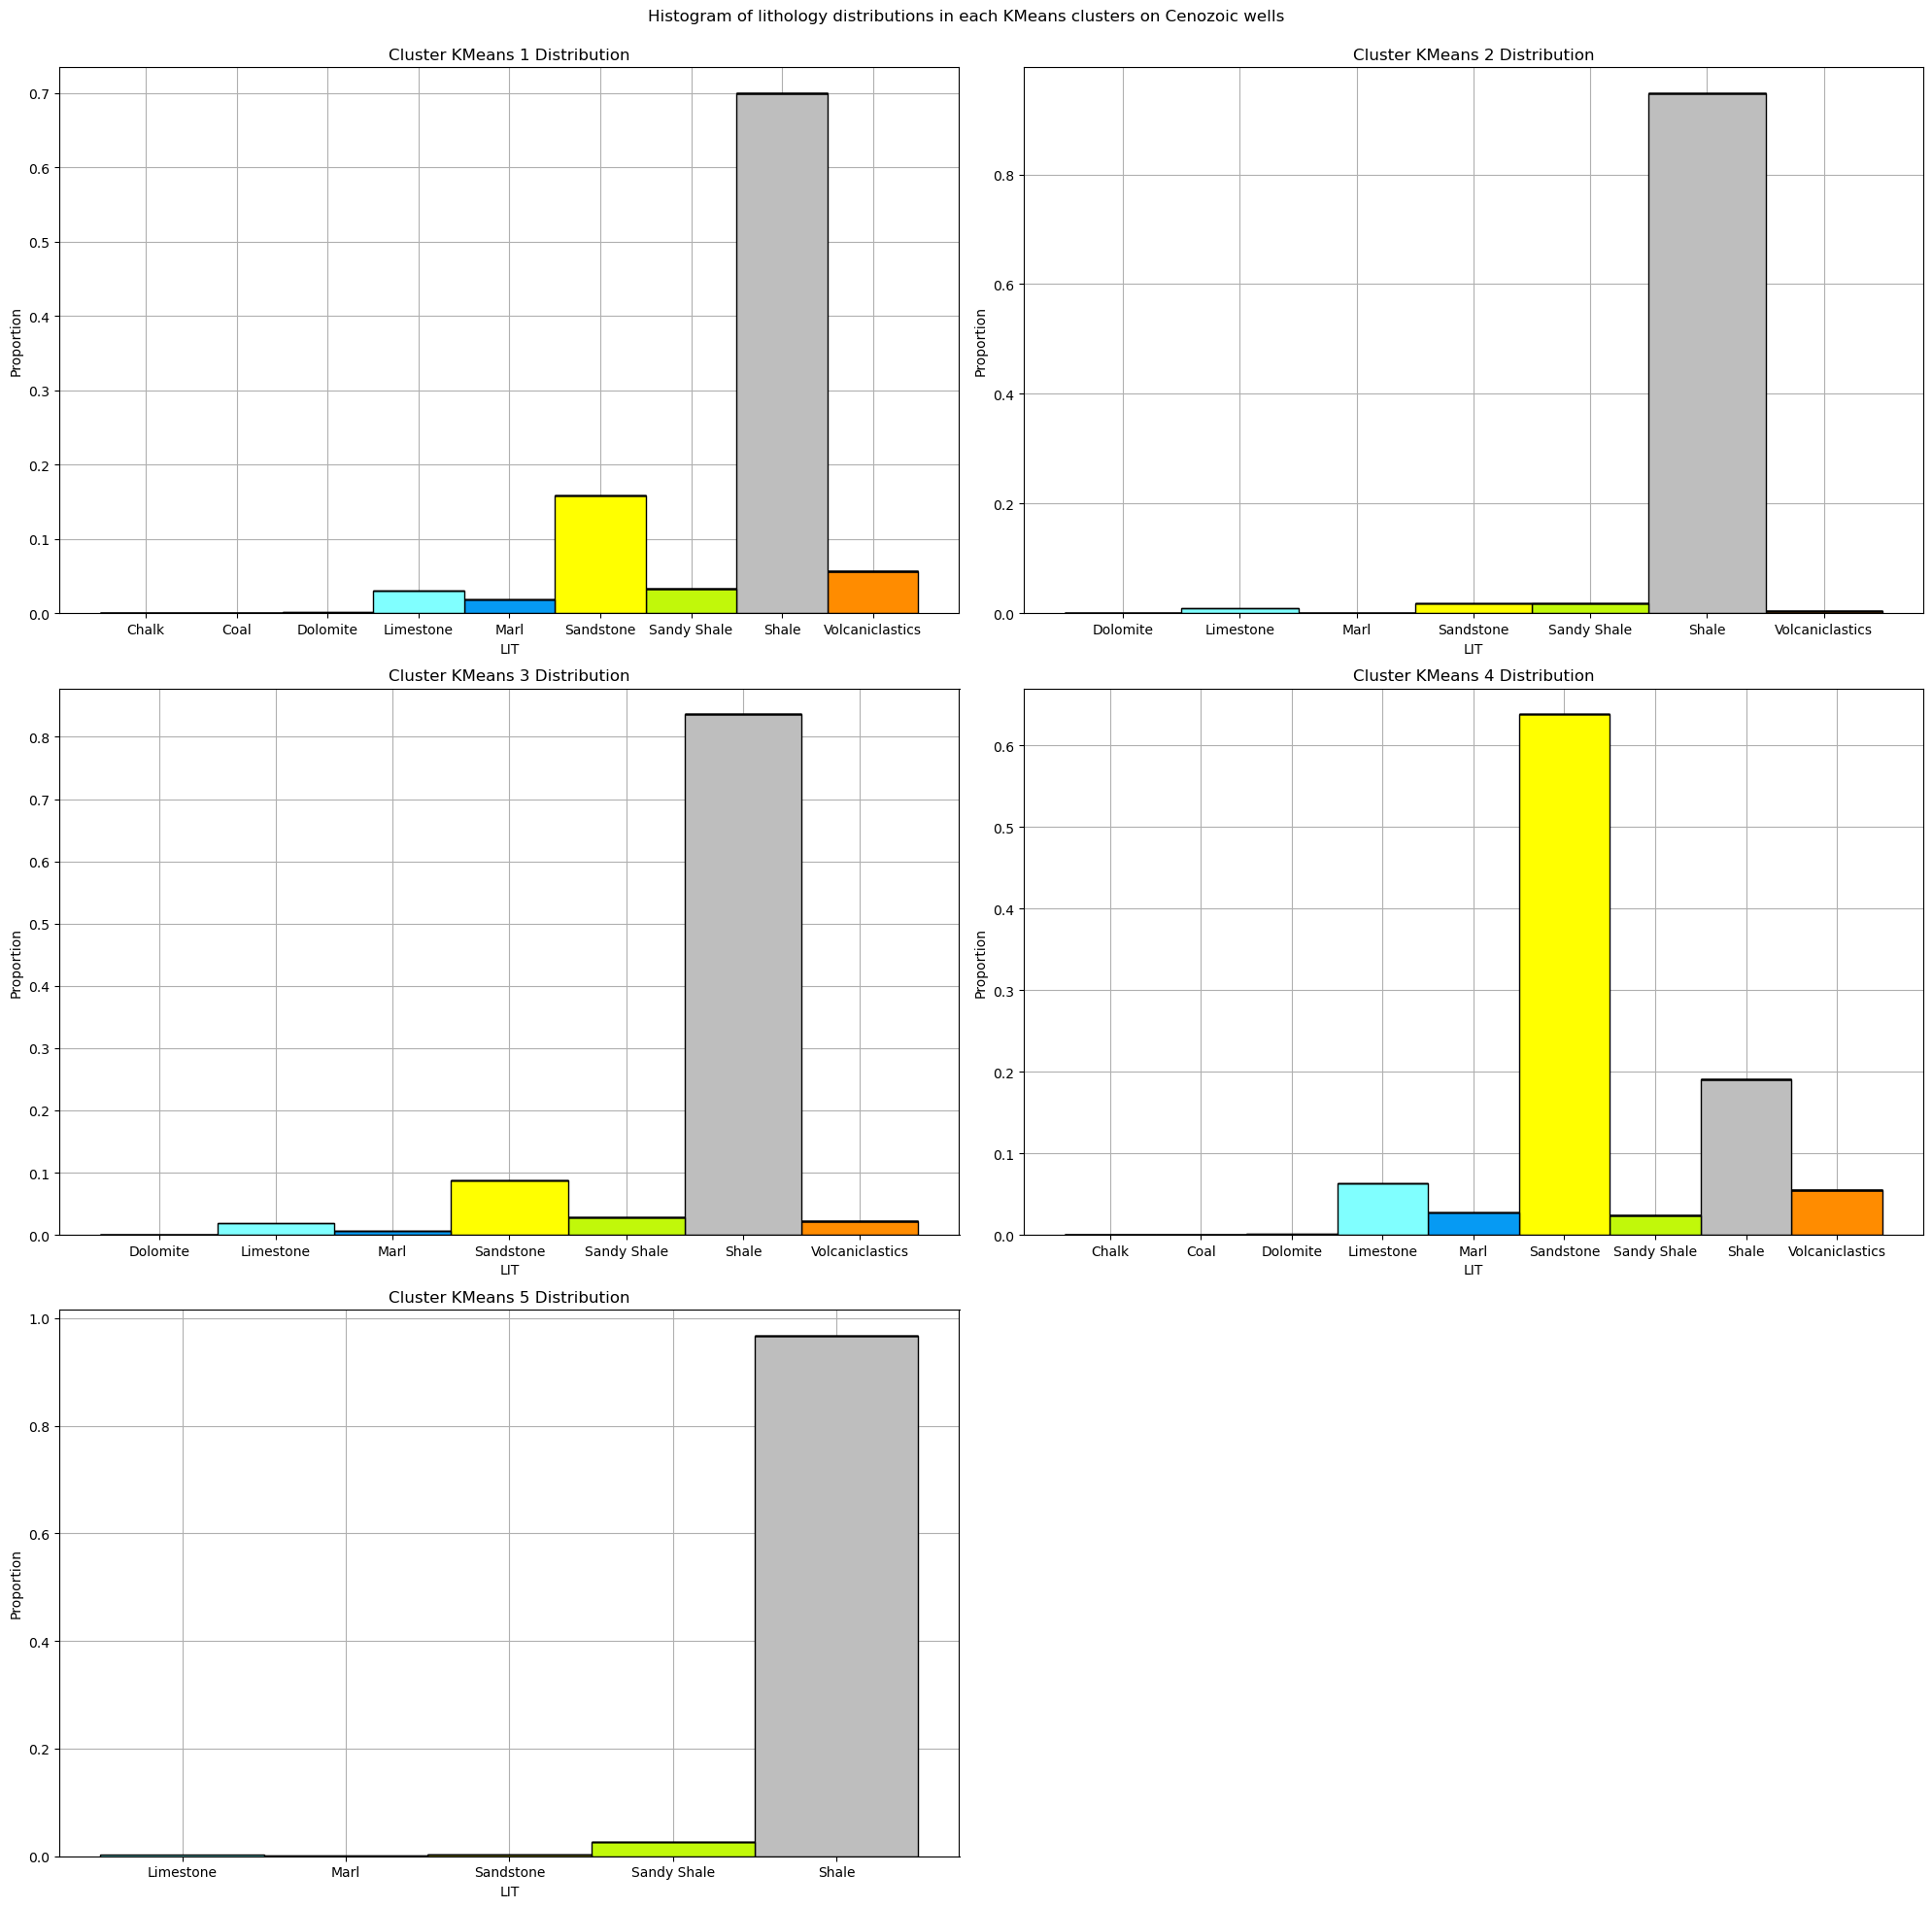 Histogram of lithology distributions in each KMeans clusters on Cenozoic wells
Cluster KMeans 1 Distribution
Proportion
0.7
0.6
0.5
0.4
0.3
0.2
0.1
0.0
Chalk Coal Dolomite Limestone Marl Sandstone Sandy Shale Shale Volcaniclastics
LIT
Cluster KMeans 2 Distribution
Proportion
0.8
0.6
0.4
0.2
0.0
Dolomite Limestone Marl Sandstone Sandy Shale Shale Volcaniclastics
LIT
Cluster KMeans 3 Distribution
Proportion
0.8
0.7
0.6
0.5
0.4
0.3
0.2
0.1
0.0
Dolomite Limestone Marl Sandstone Sandy Shale Shale Volcaniclastics
LIT
Cluster KMeans 4 Distribution
Proportion
0.6
0.5
0.4
0.3
0.2
0.1
0.0
Chalk Coal Dolomite Limestone Marl Sandstone Sandy Shale Shale Volcaniclastics
LIT
Cluster KMeans 5 Distribution
Proportion
1.0
0.8
0.6
0.4
0.2
0.0
Limestone Marl Sandstone Sandy Shale Shale
LIT